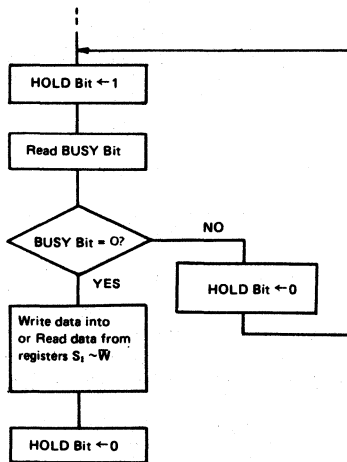 HOLD Bit ←1
Read BUSY Bit
BUSY Bit = 0?
NO
YES
HOLD Bit ←0
Write data into
or Read data from
registers S₁ ~ W̅
HOLD Bit ←0